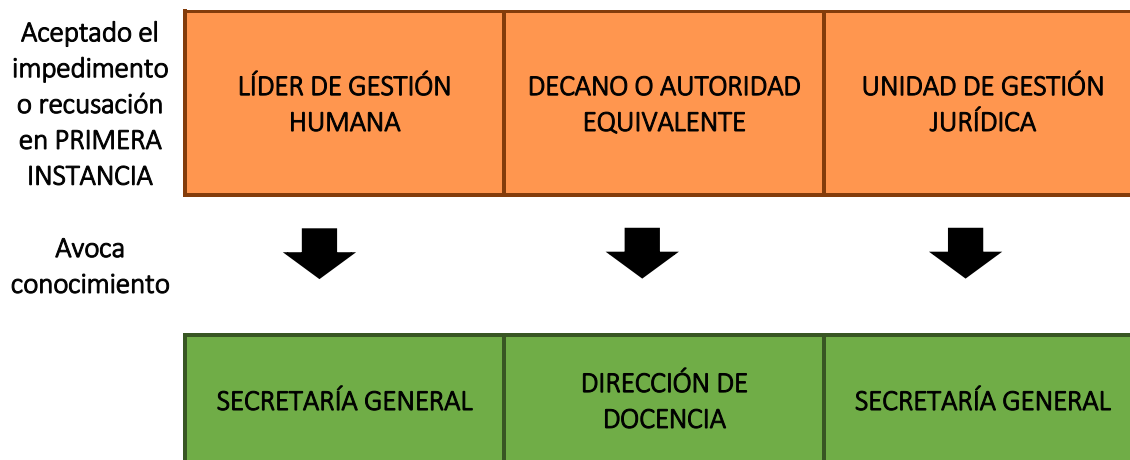 Aceptado el
impedimento
o recusación
en PRIMERA
INSTANCIA
LÍDER DE GESTIÓN
HUMANA
DECANO O AUTORIDAD
EQUIVALENTE
UNIDAD DE GESTIÓN
JURÍDICA
Avoca
conocimiento
SECRETARÍA GENERAL
DIRECCIÓN DE
DOCENCIA
SECRETARÍA GENERAL